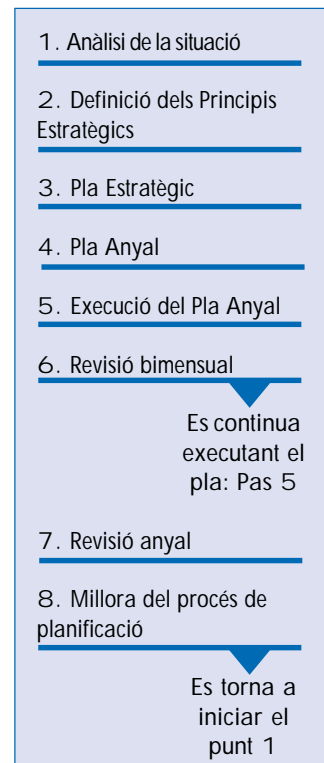 1. Anàlisi de la situació
2. Definició dels Principis
Estratègics
3. Pla Estratègic
4. Pla Anyal
5. Execució del Pla Anyal
6. Revisió bimensual
Es continua
executant el
pla: Pas 5
7. Revisió anyal
8. Millora del procés de
planificació
Es torna a
iniciar el
punt 1